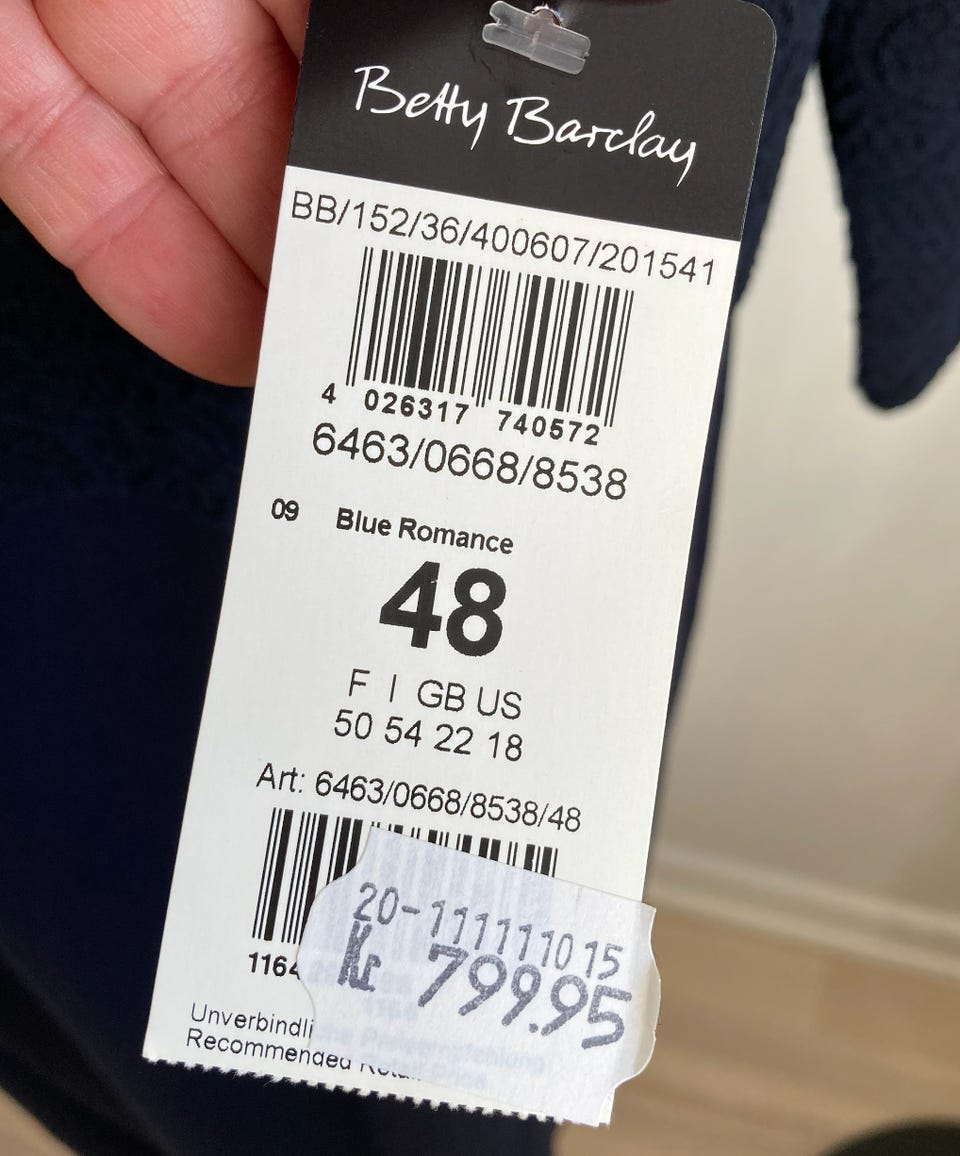 Betty Barclay
BB/152/36/400607/201541
4 026317 740572
6463/0668/8538
09 Blue Romance
48
F I GB US
50 54 22 18
Art: 6463/0668/8538/48
20-11111015
Kr 799.95
1164
Unverbindli
Recommended